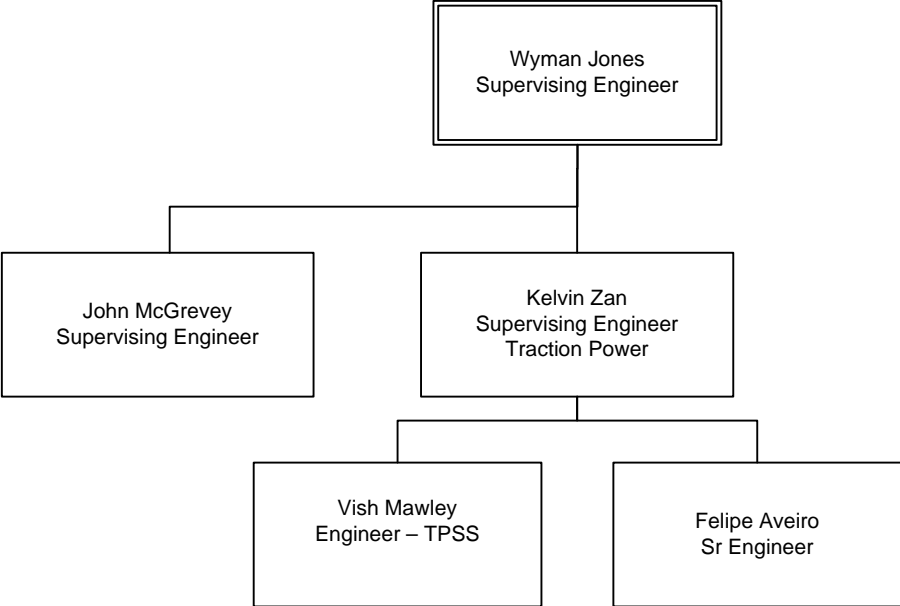 Wyman Jones
Supervising Engineer
John McGrevey
Supervising Engineer
Kelvin Zan
Supervising Engineer
Traction Power
Vish Mawley
Engineer – TPSS
Felipe Aveiro
Sr Engineer